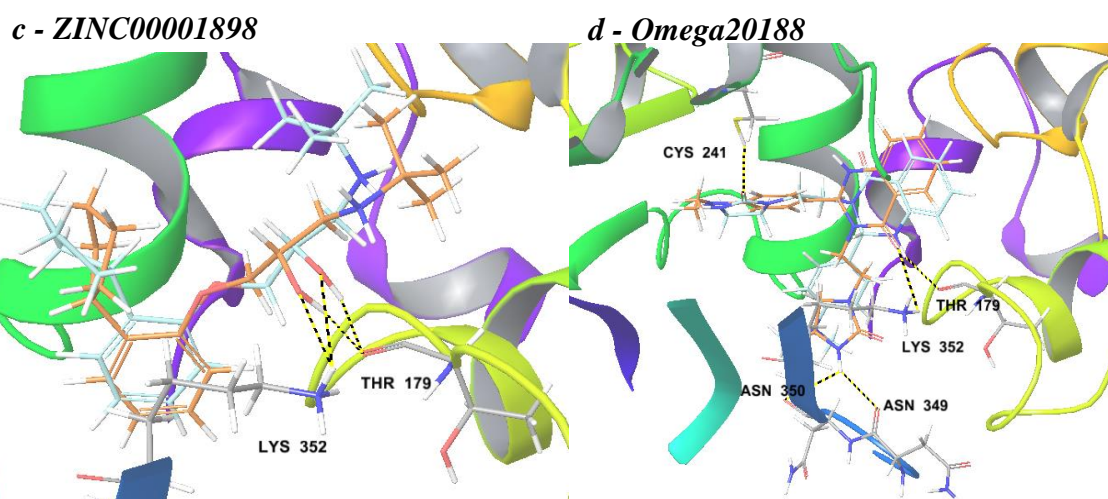 c - ZINC00001898
d - Omega20188
CYS 241
THR 179
LYS 352
THR 179
LYS 352
ASN 350
ASN 349